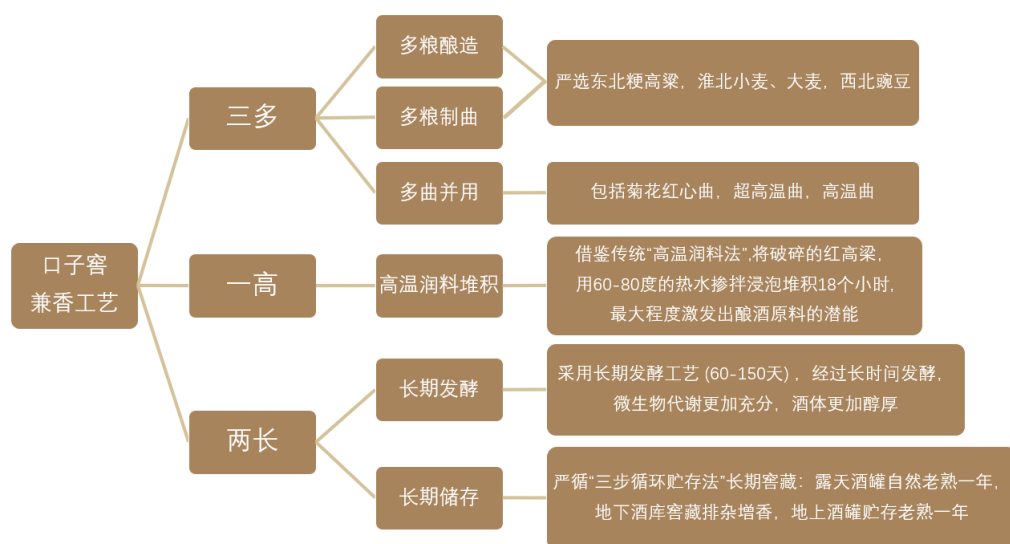 口子窖
兼香工艺
三多
多粮酿造
多粮制曲
严选东北粳高粱，淮北小麦、大麦，西北豌豆
多曲并用
包括菊花红心曲，超高温曲，高温曲
一高
高温润料堆积
借鉴传统“高温润料法”,将破碎的红高粱，
用60-80度的热水掺拌浸泡堆积18个小时，
最大程度激发出酿酒原料的潜能
两长
长期发酵
采用长期发酵工艺 (60-150天) ，经过长时间发酵，
微生物代谢更加充分，酒体更加醇厚
长期储存
严循“三步循环贮存法”长期窖藏：露天酒罐自然老熟一年，
地下酒库窖藏排杂增香，地上酒罐贮存老熟一年